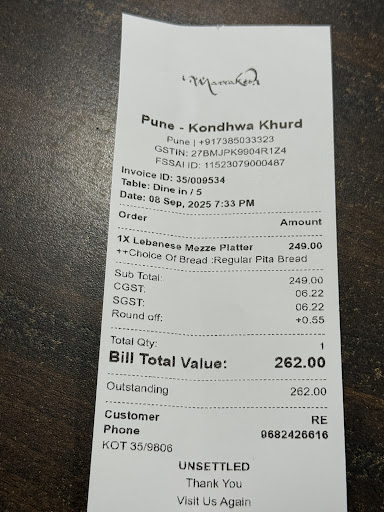 Marrakesh
Pune - Kondhwa Khurd
Pune | +917385033323
GSTIN: 27BMJPK9904R1Z4
FSSAI ID: 11523079000487
Invoice ID: 35/009534
Table: Dine in / 5
Date: 08 Sep, 2025 7:33 PM
Order Amount
1X Lebanese Mezze Platter 249.00
++Choice Of Bread :Regular Pita Bread
Sub Total: 249.00
CGST: 06.22
SGST: 06.22
Round off: +0.55
Total Qty: 1
Bill Total Value: 262.00
Outstanding 262.00
Customer RE
Phone 9682426616
KOT 35/9806
UNSETTLED
Thank You
Visit Us Again